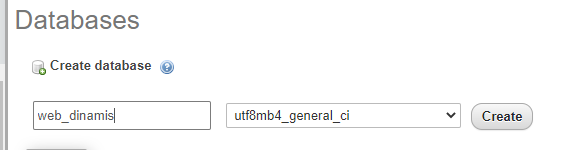 Databases
Create database
web_dinamis utf8mb4_general_ci Create